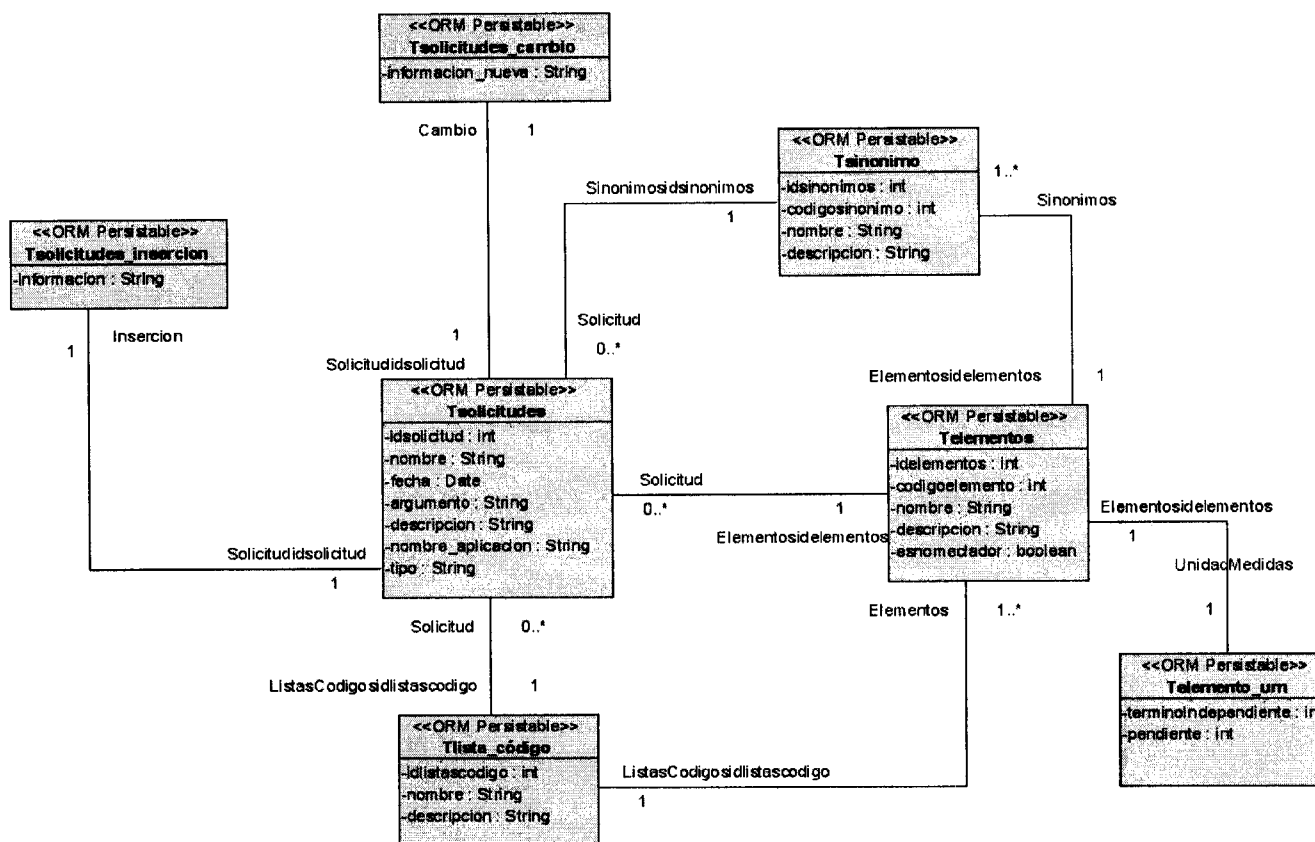 <<ORM Persistable>>
Tsolicitudes_cambio
-informacion_nueva : String
Cambio 1
<<ORM Persistable>>
Tsinonimo
-idsinonimos : int
-codigosinonimo : int
-nombre : String
-descripcion : String
1..*
Sinonimos
Sinonimosidsinonimos
1
<<ORM Persistable>>
Tsolicitudes_insercion
-informacion : String
Insercion
1
Solicitud
0..*
1
Solicitudidsolicitud
Elementosidelementos 1
<<ORM Persistable>>
Tsolicitudes
-idsolicitud : int
-nombre : String
-fecha : Date
-argumento : String
-descripcion : String
-nombre_aplicacion : String
-tipo : String
<<ORM Persistable>>
Telementos
-idelementos : int
-codigoelemento : int
-nombre : String
-descripcion : String
-esnomeclador : boolean
Solicitud
0..* 1
Elementosidelementos
Elementosidelementos
1
UnidadMedidas
1
Solicitudidsolicitud
1
Solicitud 0..*
Elementos 1..*
<<ORM Persistable>>
Telemento_um
-terminoindependiente : in
-pendiente : int
ListasCodigosidlistascodigo 1
<<ORM Persistable>>
Tlista_código
-idlistascodigo : int
-nombre : String
-descripción : String
ListasCodigosidlistascodigo
1